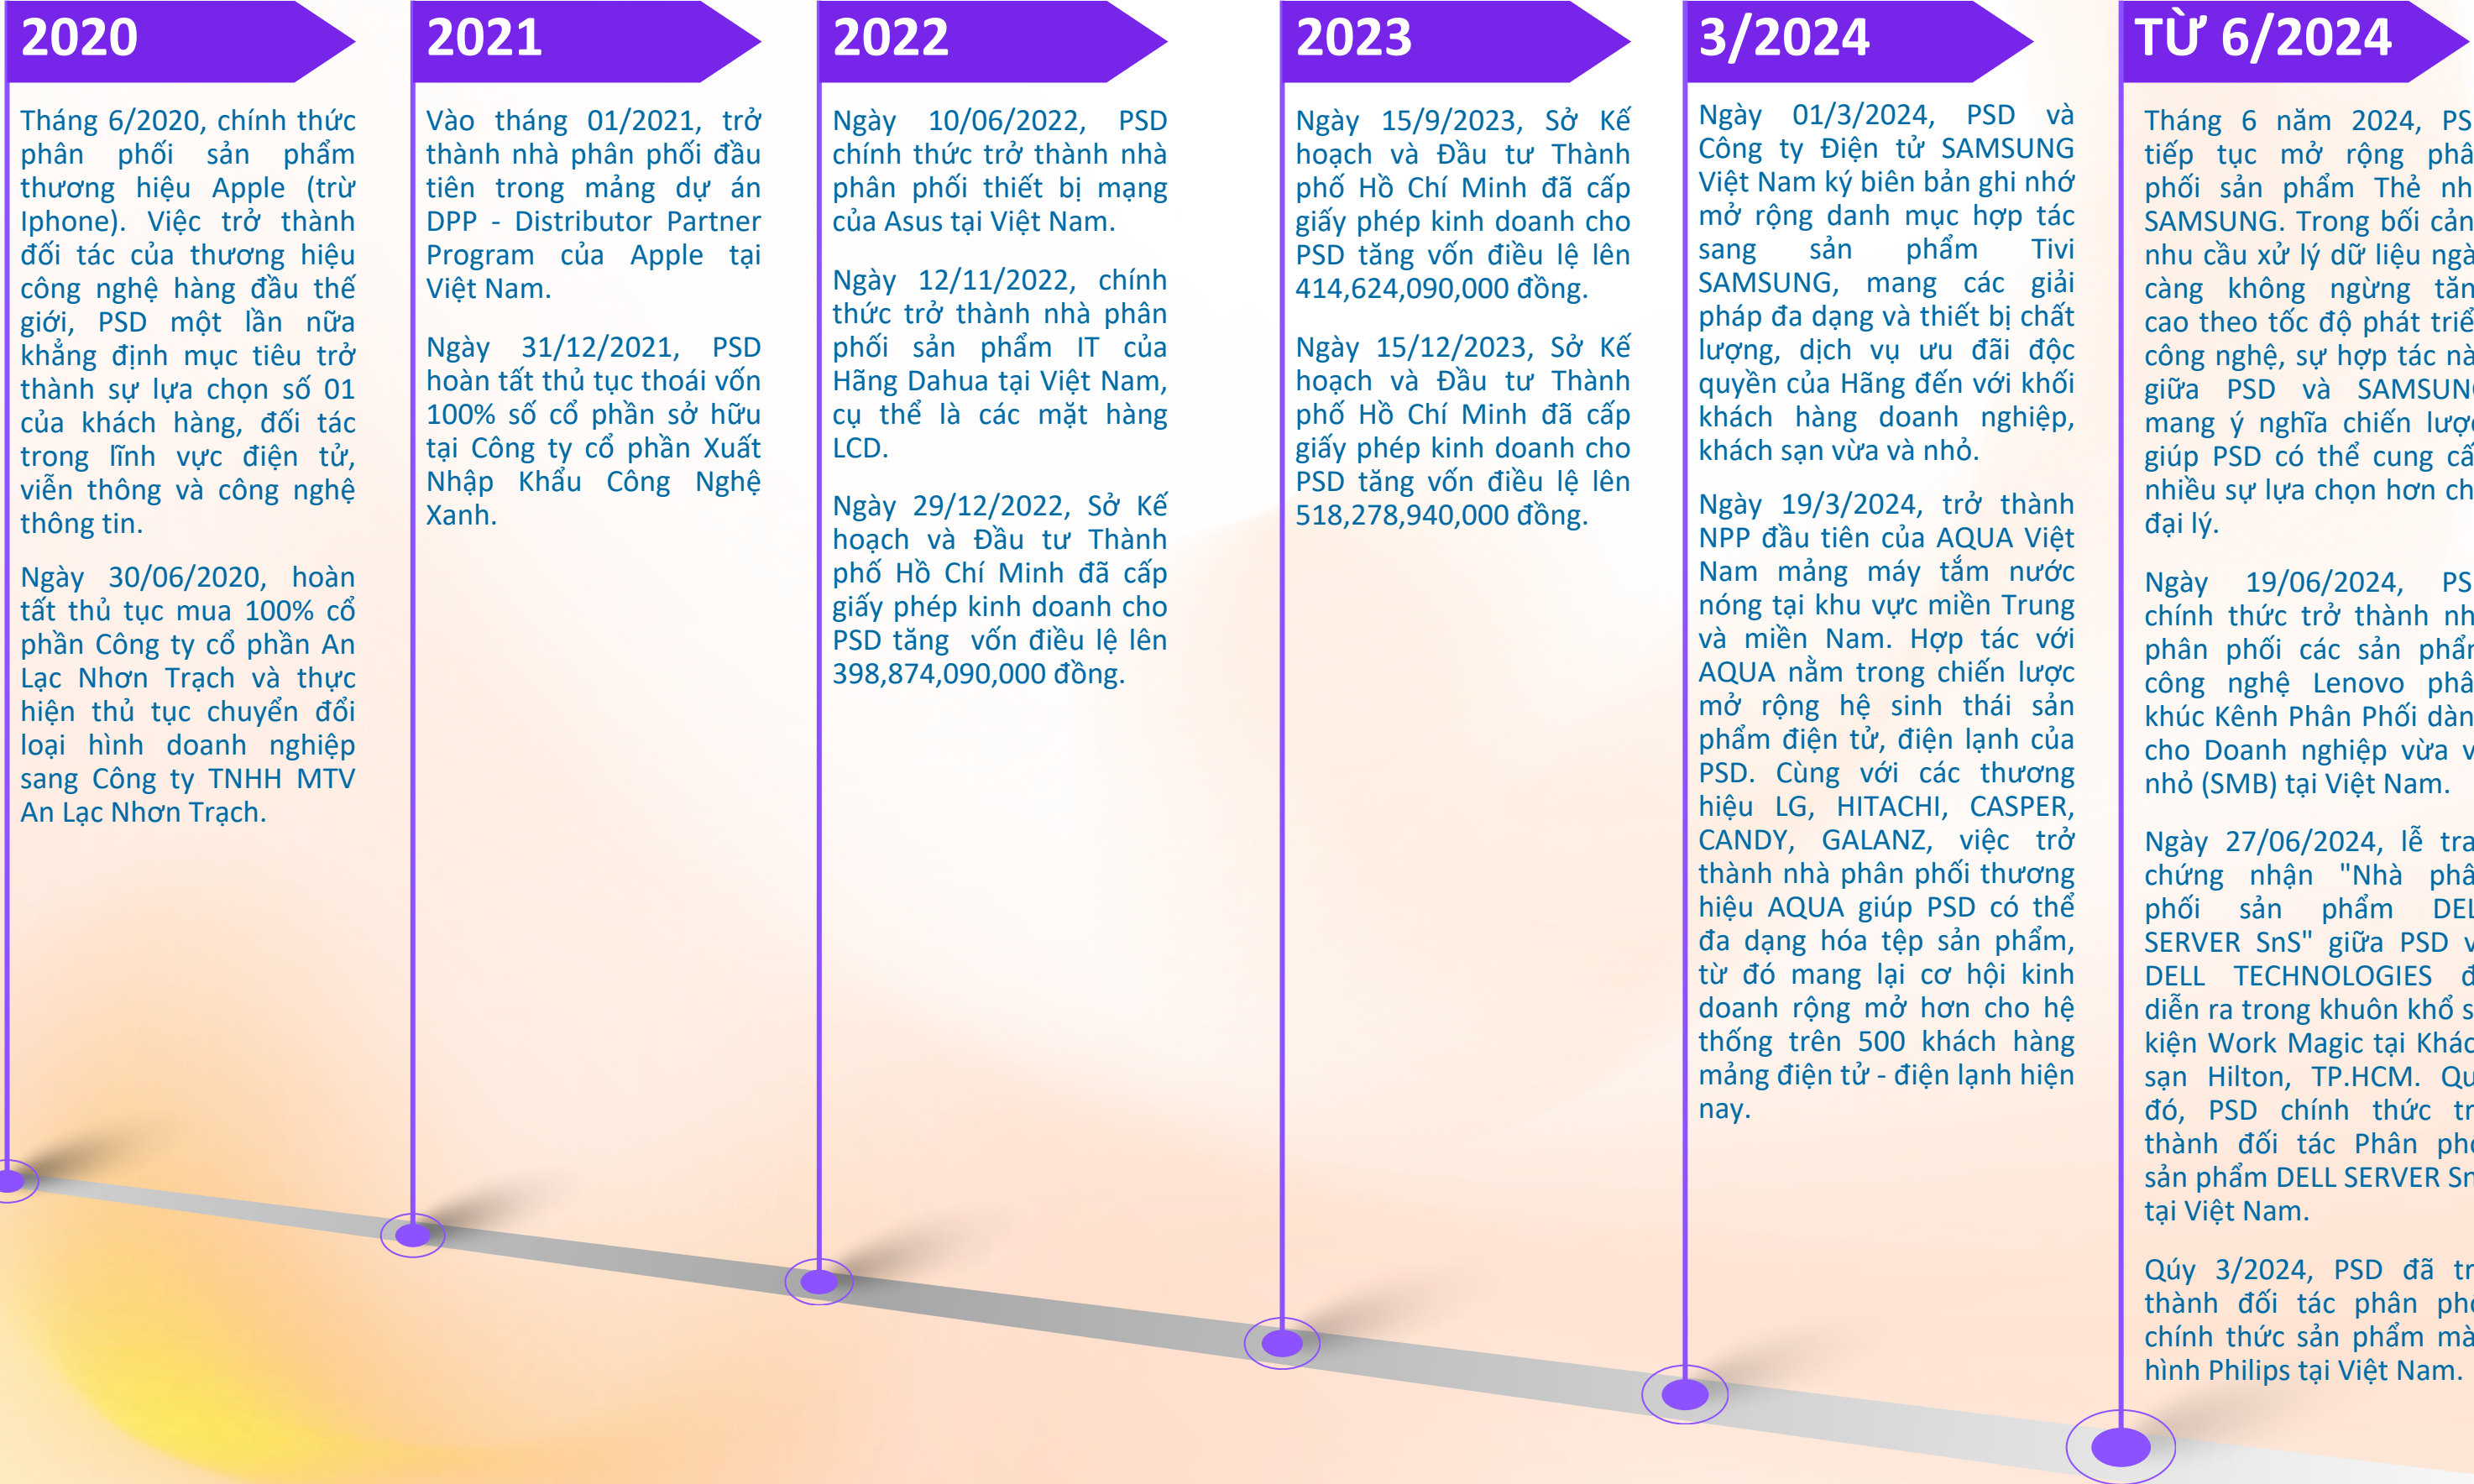 2020
Tháng 6/2020, chính thức
phân phối sản phẩm
thương hiệu Apple (trừ
Iphone). Việc trở thành
đối tác của thương hiệu
công nghệ hàng đầu thế
giới, PSD một lần nữa
khẳng định mục tiêu trở
thành sự lựa chọn số 01
của khách hàng, đối tác
trong lĩnh vực điện tử,
viễn thông và công nghệ
thông tin.
Ngày 30/06/2020, hoàn
tất thủ tục mua 100% cổ
phần Công ty cổ phần An
Lạc Nhơn Trạch và thực
hiện thủ tục chuyển đổi
loại hình doanh nghiệp
sang Công ty TNHH MTV
An Lạc Nhơn Trạch.
2021
Vào tháng 01/2021, trở
thành nhà phân phối đầu
tiên trong mảng dự án
DPP - Distributor Partner
Program của Apple tại
Việt Nam.
Ngày 31/12/2021, PSD
hoàn tất thủ tục thoái vốn
100% số cổ phần sở hữu
tại Công ty cổ phần Xuất
Nhập Khẩu Công Nghệ
Xanh.
2022
Ngày 10/06/2022, PSD
chính thức trở thành nhà
phân phối thiết bị mạng
của Asus tại Việt Nam.
Ngày 12/11/2022, chính
thức trở thành nhà phân
phối sản phẩm IT của
Hãng Dahua tại Việt Nam,
cụ thể là các mặt hàng
LCD.
Ngày 29/12/2022, Sở Kế
hoạch và Đầu tư Thành
phố Hồ Chí Minh đã cấp
giấy phép kinh doanh cho
PSD tăng vốn điều lệ lên
398,874,090,000 đồng.
2023
Ngày 15/9/2023, Sở Kế
hoạch và Đầu tư Thành
phố Hồ Chí Minh đã cấp
giấy phép kinh doanh cho
PSD tăng vốn điều lệ lên
414,624,090,000 đồng.
Ngày 15/12/2023, Sở Kế
hoạch và Đầu tư Thành
phố Hồ Chí Minh đã cấp
giấy phép kinh doanh cho
PSD tăng vốn điều lệ lên
518,278,940,000 đồng.
3/2024
Ngày 01/3/2024, PSD và
Công ty Điện tử SAMSUNG
Việt Nam ký biên bản ghi nhớ
mở rộng danh mục hợp tác
sang sản phẩm Tivi
SAMSUNG, mang các giải
pháp đa dạng và thiết bị chất
lượng, dịch vụ ưu đãi độc
quyền của Hãng đến với khối
khách hàng doanh nghiệp,
khách sạn vừa và nhỏ.
Ngày 19/3/2024, trở thành
NPP đầu tiên của AQUA Việt
Nam mảng máy tắm nước
nóng tại khu vực miền Trung
và miền Nam. Hợp tác với
AQUA nằm trong chiến lược
mở rộng hệ sinh thái sản
phẩm điện tử, điện lạnh của
PSD. Cùng với các thương
hiệu LG, HITACHI, CASPER,
CANDY, GALANZ, việc trở
thành nhà phân phối thương
hiệu AQUA giúp PSD có thể
đa dạng hóa tệp sản phẩm,
từ đó mang lại cơ hội kinh
doanh rộng mở hơn cho hệ
thống trên 500 khách hàng
mảng điện tử - điện lạnh hiện
nay.
TỪ 6/2024
Tháng 6 năm 2024, PS
tiếp tục mở rộng phâ
phối sản phẩm Thẻ nh
SAMSUNG. Trong bối cản
nhu cầu xử lý dữ liệu ngà
càng không ngừng tăn
cao theo tốc độ phát triể
công nghệ, sự hợp tác nà
giữa PSD và SAMSUNG
mang ý nghĩa chiến lược
giúp PSD có thể cung cấ
nhiều sự lựa chọn hơn ch
đại lý.
Ngày 19/06/2024, PS
chính thức trở thành nh
phân phối các sản phẩm
công nghệ Lenovo phâ
khúc Kênh Phân Phối dàn
cho Doanh nghiệp vừa v
nhỏ (SMB) tại Việt Nam.
Ngày 27/06/2024, lễ tra
chứng nhận "Nhà phâ
phối sản phẩm DEL
SERVER SnS" giữa PSD v
DELL TECHNOLOGIES đ
diễn ra trong khuôn khổ s
kiện Work Magic tại Khác
sạn Hilton, TP.HCM. Qu
đó, PSD chính thức tr
thành đối tác Phân phố
sản phẩm DELL SERVER Sn
tại Việt Nam.
Qúy 3/2024, PSD đã tr
thành đối tác phân phố
chính thức sản phẩm mà
hình Philips tại Việt Nam.